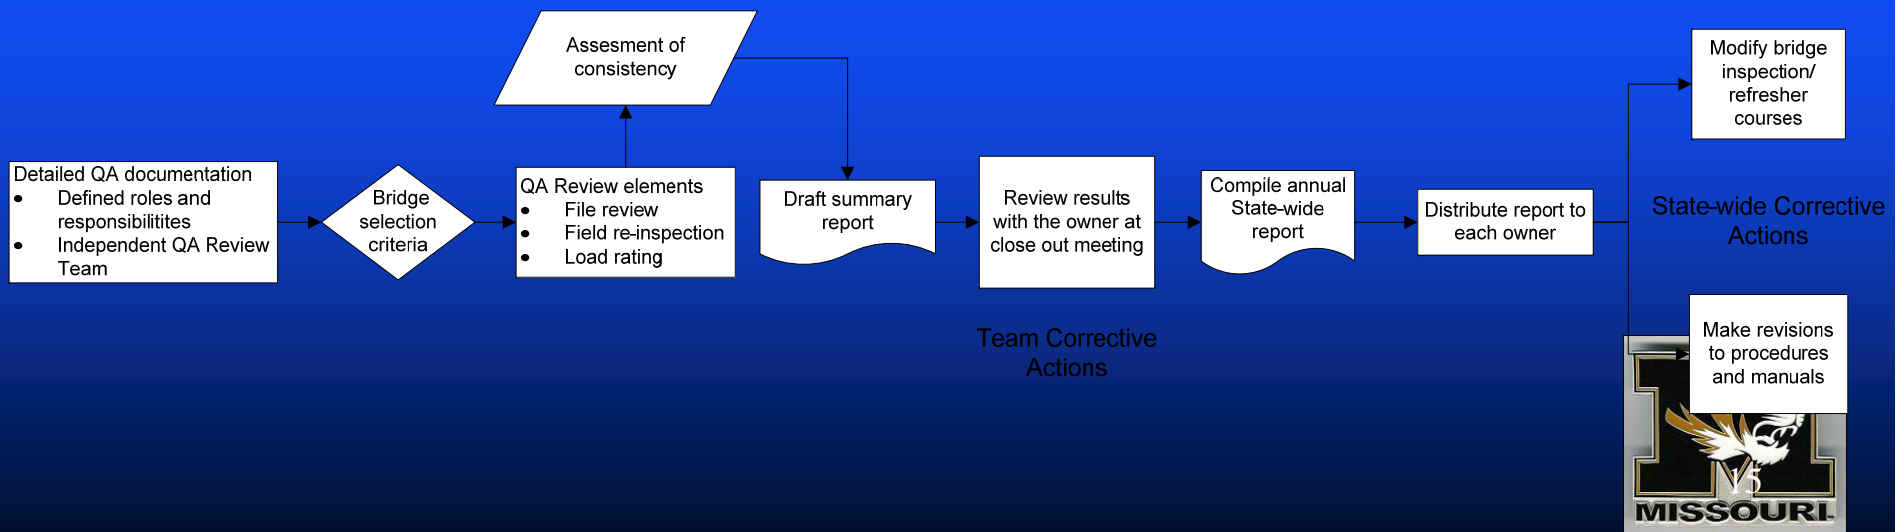 Assesment of
consistency
Modify bridge
inspection/
refresher
courses
Detailed QA documentation
• Defined roles and
responsibilitites
• Independent QA Review
Team
Bridge
selection
criteria
QA Review elements
• File review
• Field re-inspection
• Load rating
Draft summary
report
Review results
with the owner at
close out meeting
Compile annual
State-wide
report
Distribute report to
each owner
State-wide Corrective
Actions
Team Corrective
Actions
Make revisions
to procedures
and manuals
15
MISSOURI